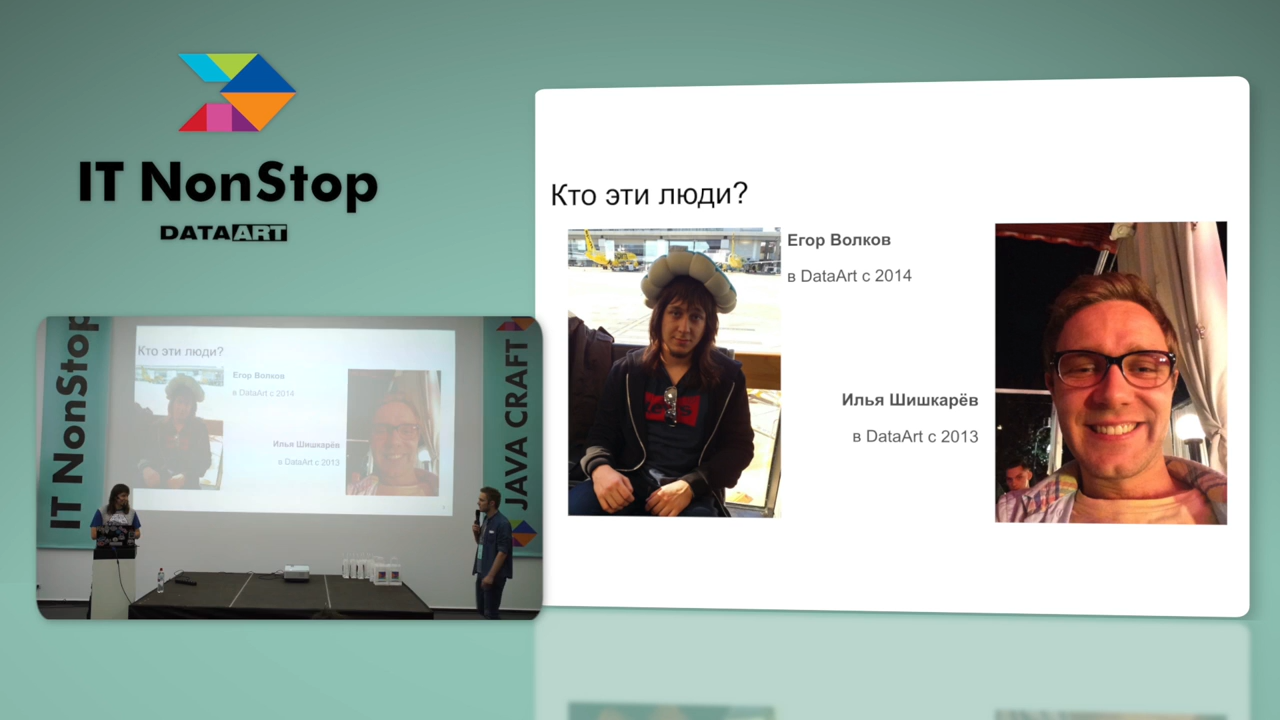 IT NonStop
DATAART
Кто эти люди?
Егор Волков
в DataArt с 2014
Илья Шишкарёв
в DataArt с 2013
Levi's
IT NonStop
JAVA CRAFT
Кто эти люди?
Егор Волков
в DataArt с 2014
Илья Шишкарёв
в DataArt с 2013